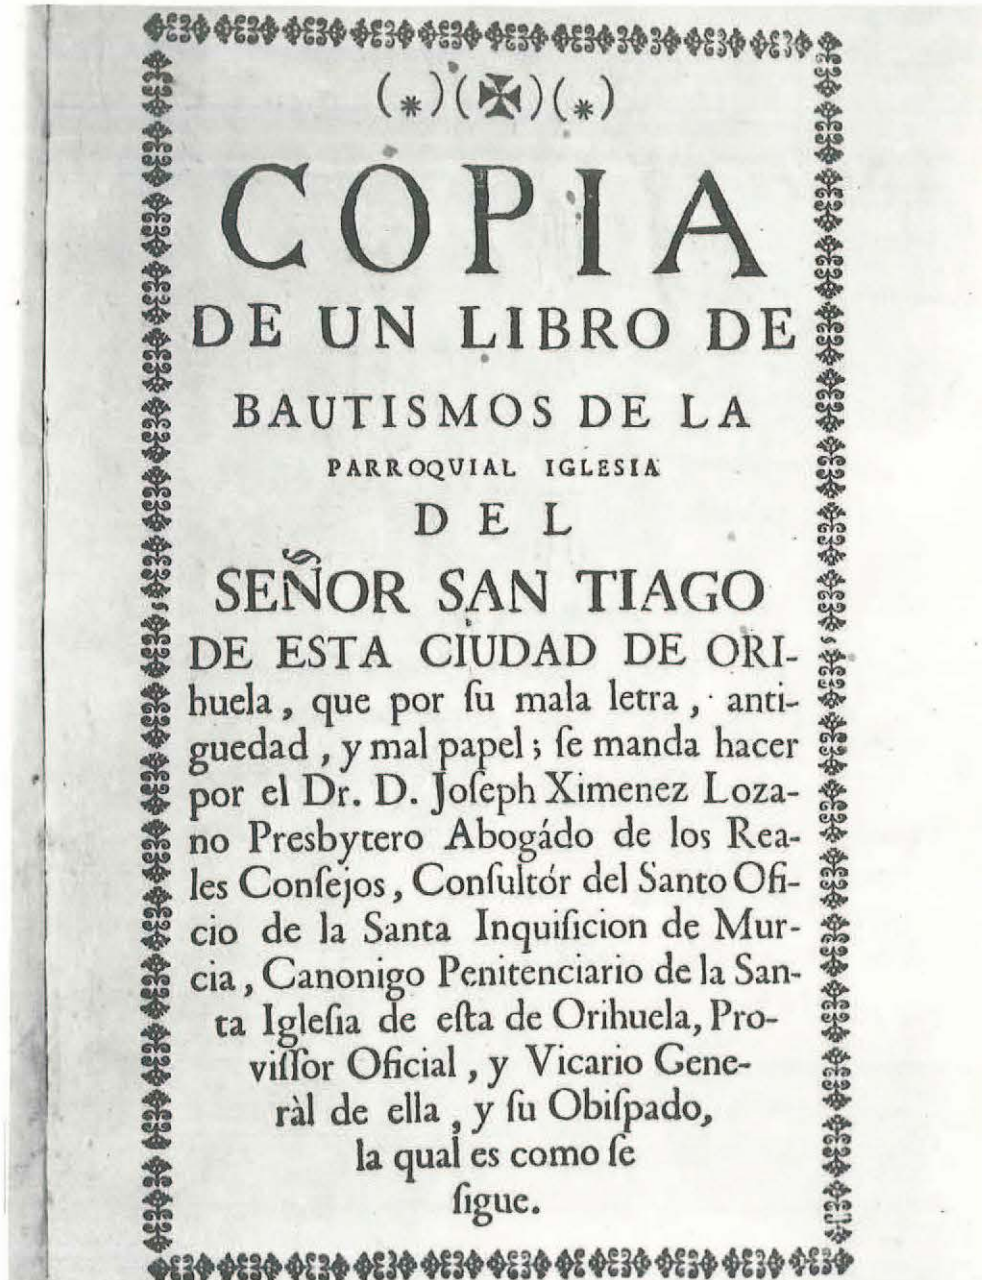 (*)(✠)(*)
COPIA
DE UN LIBRO DE
BAUTISMOS DE LA
PARROQVIAL IGLESIA
DEL
SEÑOR SAN TIAGO
DE ESTA CIUDAD DE ORI-
huela, que por ſu mala letra, anti-
guedad, y mal papel; ſe manda hacer
por el Dr. D. Joſeph Ximenez Loza-
no Presbytero Abogádo de los Rea-
les Conſejos, Conſultór del Santo Ofi-
cio de la Santa Inquiſicion de Mur-
cia, Canonigo Penitenciario de la San-
ta Igleſia de eſta de Orihuela, Pro-
viſſor Oficial, y Vicario Gene-
ràl de ella, y ſu Obiſpado,
la qual es como ſe
ſigue.